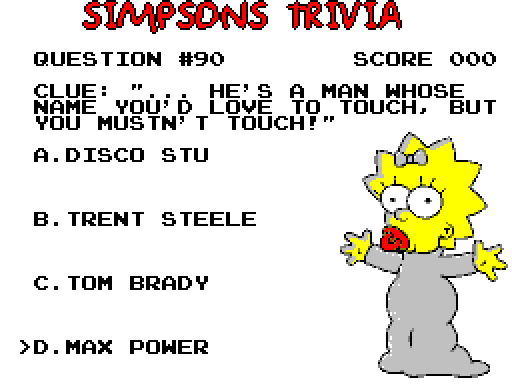 SIMPSONS TRIVIA
QUESTION #90 SCORE 000
CLUE: "... HE'S A MAN WHOSE
NAME YOU'D LOVE TO TOUCH, BUT
YOU MUSTN'T TOUCH!"
A.DISCO STU
B.TRENT STEELE
C.TOM BRADY
>D.MAX POWER